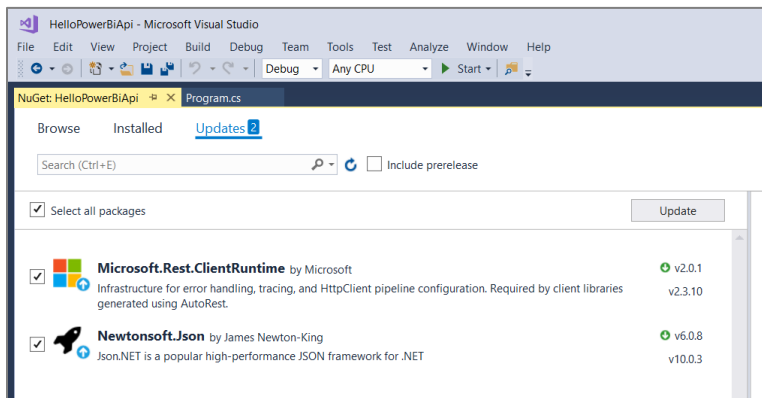 HelloPowerBiApi - Microsoft Visual Studio
File Edit View Project Build Debug Team Tools Test Analyze Window Help
Debug Any CPU Start
NuGet: HelloPowerBiApi Program.cs
Browse Installed Updates 2
Search (Ctrl+E) Include prerelease
Select all packages Update
Microsoft.Rest.ClientRuntime by Microsoft v2.0.1
Infrastructure for error handling, tracing, and HttpClient pipeline configuration. Required by client libraries v2.3.10
generated using AutoRest.
Newtonsoft.Json by James Newton-King v6.0.8
Json.NET is a popular high-performance JSON framework for .NET v10.0.3